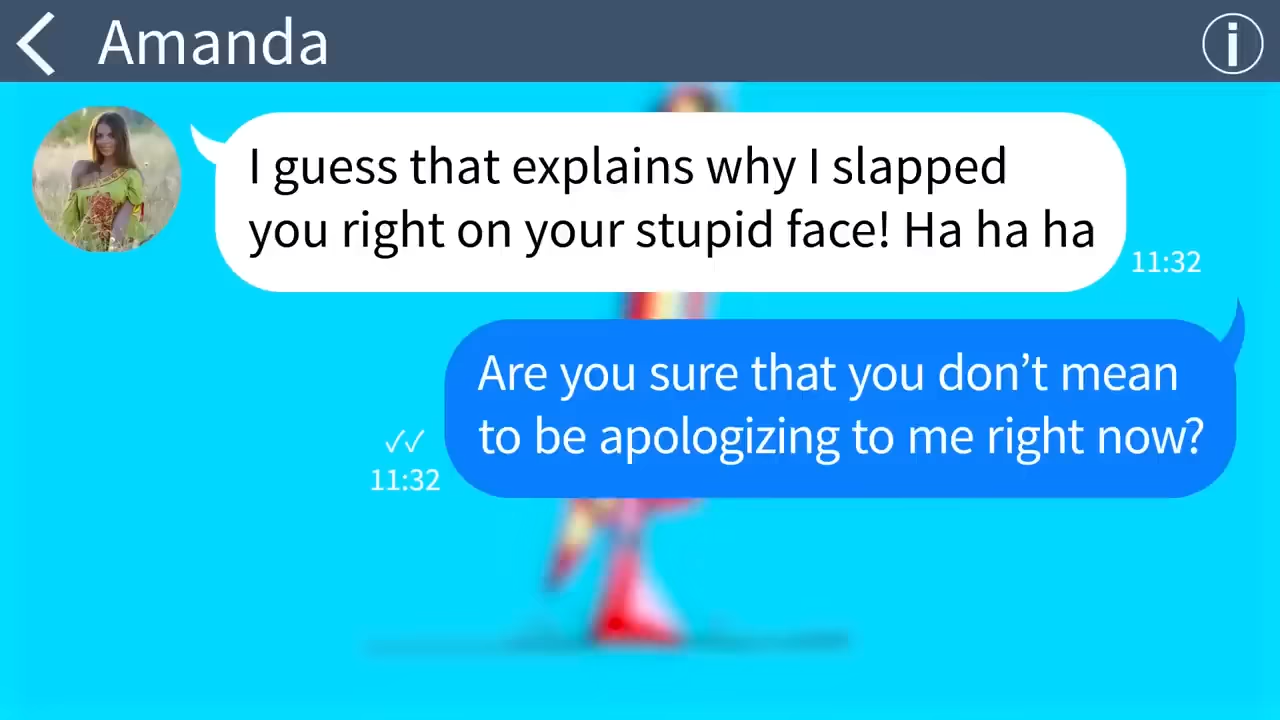 Amanda
I guess that explains why I slapped
you right on your stupid face! Ha ha ha
11:32
Are you sure that you don’t mean
to be apologizing to me right now?
11:32